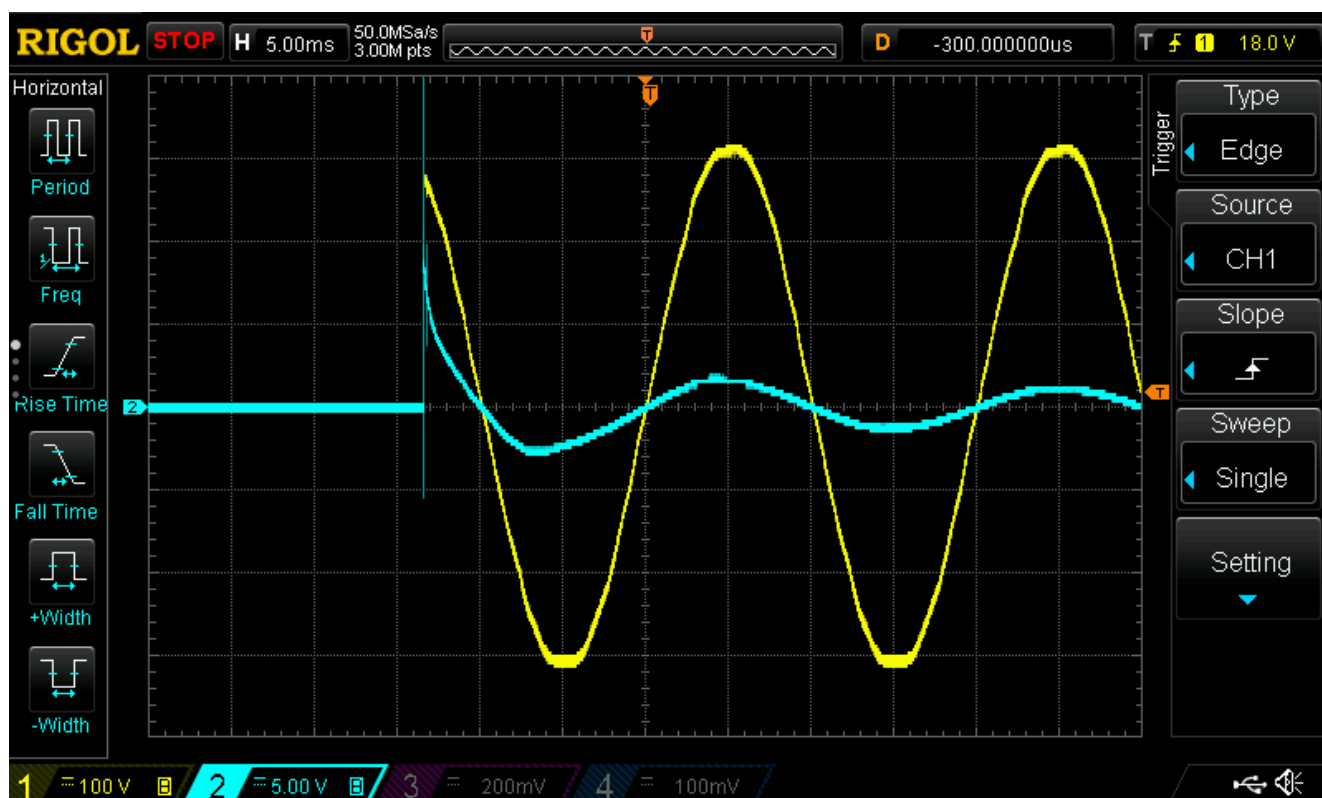 RIGOL STOP H 5.00ms 50.0MSa/s
3.00M pts
T
D -300.000000us T 1 18.0 V
Horizontal
Period
Freq
Rise Time
Fall Time
+Width
-Width
T
2
T
Trigger
Type
Edge
Source
CH1
Slope
Sweep
Single
Setting
1 100 V B 2 5.00 V B 3 200mV 4 100mV